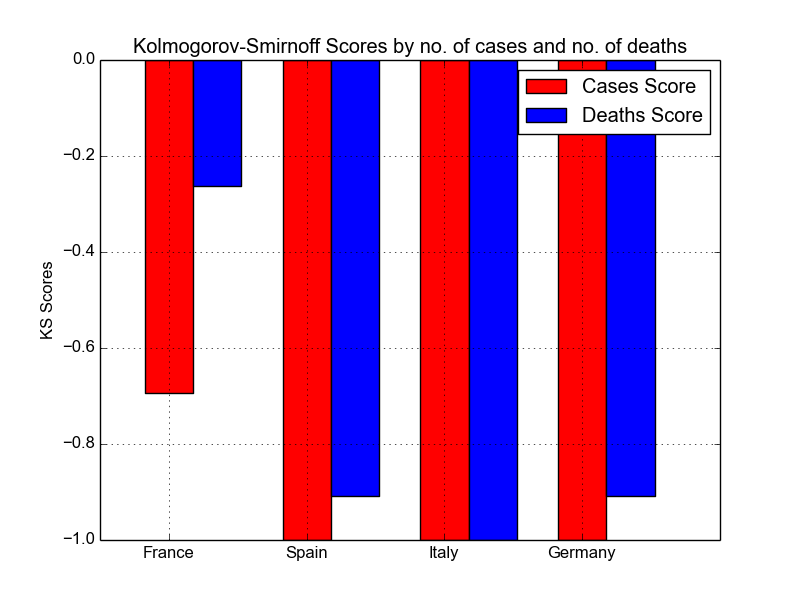 Kolmogorov-Smirnoff Scores by no. of cases and no. of deaths
0.0
Cases Score
Deaths Score
−0.2
−0.4
KS Scores
−0.6
−0.8
−1.0
France Spain Italy Germany